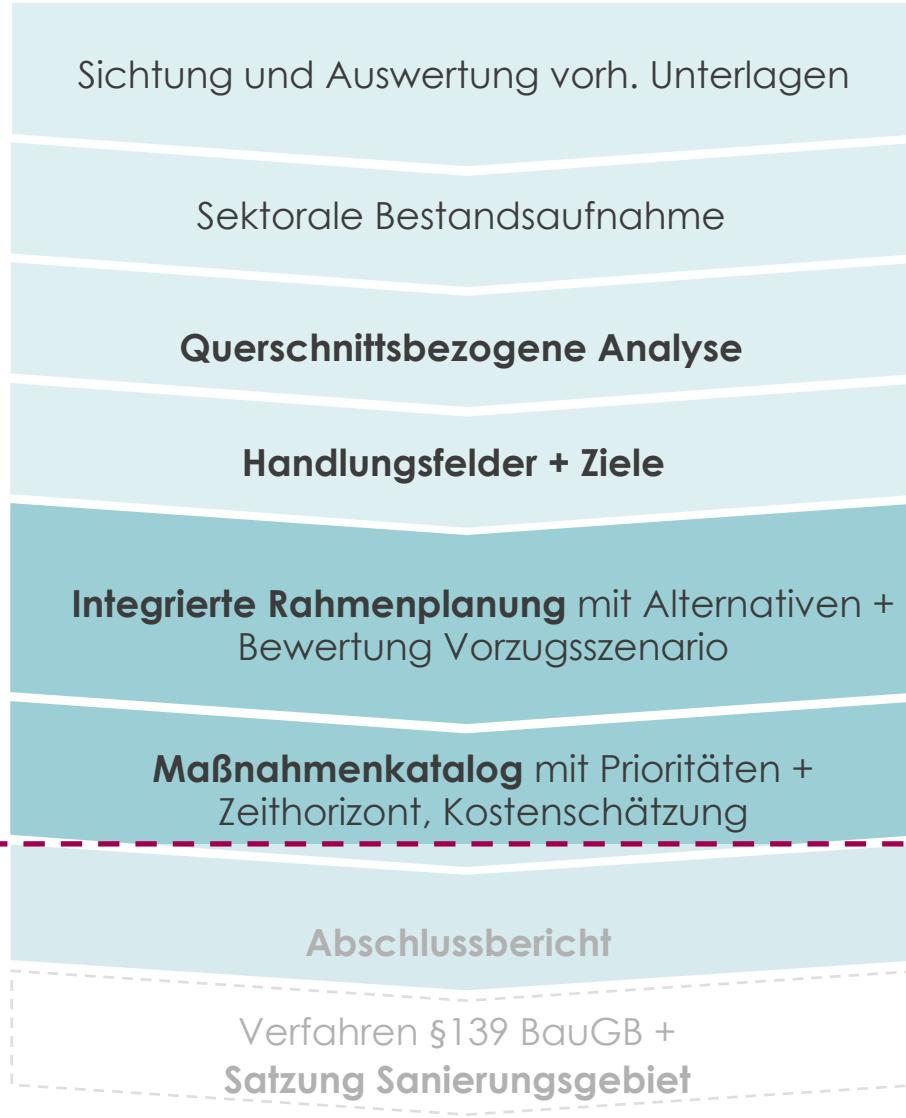 Sichtung und Auswertung vorh. Unterlagen
Sektorale Bestandsaufnahme
Querschnittsbezogene Analyse
Handlungsfelder + Ziele
Integrierte Rahmenplanung mit Alternativen +
Bewertung Vorzugsszenario
Maßnahmenkatalog mit Prioritäten +
Zeithorizont, Kostenschätzung
Abschlussbericht
Verfahren §139 BauGB +
Satzung Sanierungsgebiet